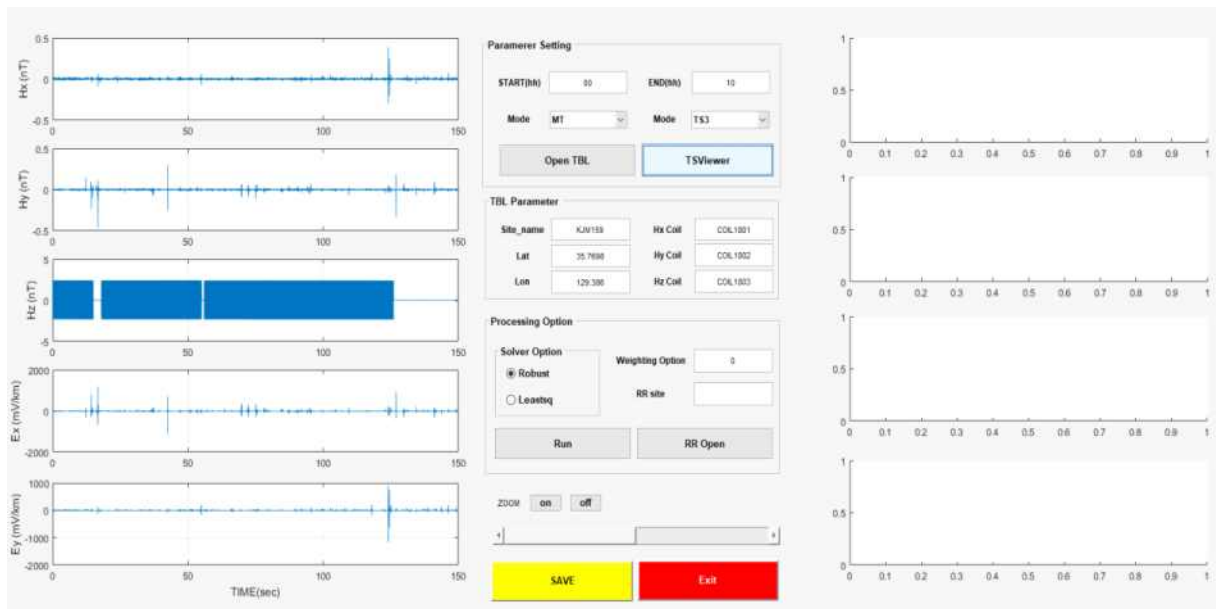 0.5
0
-0.5
Hx (nT)
0 50 100 150
0.5
0
-0.5
Hy (nT)
0 50 100 150
5
0
-5
Hz (nT)
0 50 100 150
2000
0
-2000
Ex (mV/km)
0 50 100 150
1000
0
-1000
-2000
Ey (mV/km)
0 50 100 150
TIME(sec)
Paramerer Setting
START(hh) 00 END(hh) 10
Mode MT Mode TS3
Open TBL TSViewer
TBL Parameter
Site_name KJM159 Hx Coil COIL1001
Lat 35.7698 Hy Coil COIL1002
Lon 129.386 Hz Coil COIL1003
Processing Option
Solver Option
Robust
Leastsq
Weighting Option 0
RR site
Run RR Open
ZOOM on off
SAVE Exit
1
0.5
0
0 0.1 0.2 0.3 0.4 0.5 0.6 0.7 0.8 0.9 1
1
0.5
0
0 0.1 0.2 0.3 0.4 0.5 0.6 0.7 0.8 0.9 1
1
0.5
0
0 0.1 0.2 0.3 0.4 0.5 0.6 0.7 0.8 0.9 1
1
0.5
0
0 0.1 0.2 0.3 0.4 0.5 0.6 0.7 0.8 0.9 1